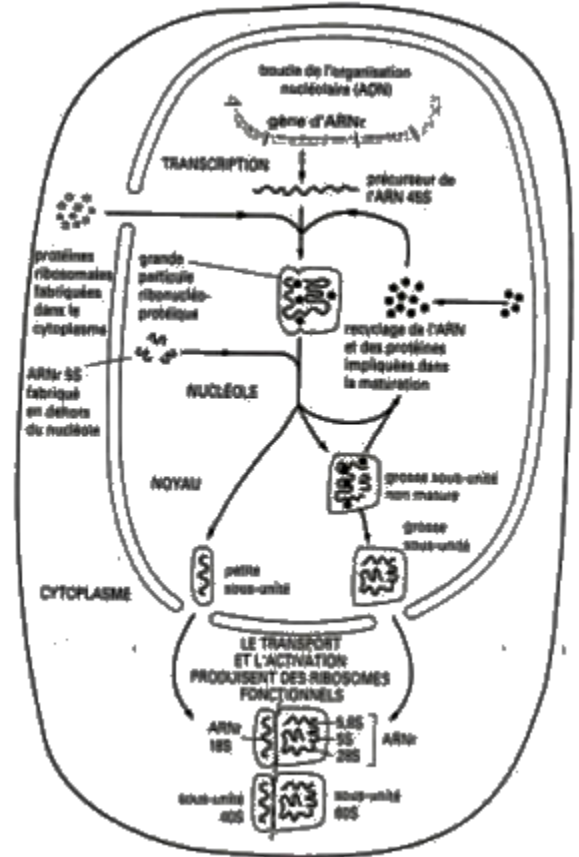 boucle de l'organisation
nucléolaire (ADN)
gène d'ARNr
TRANSCRIPTION
précurseur de
l'ARN 45S
protéines
ribosomales
fabriquées
dans le
cytoplasme
grande
particule
ribonucléo-
protéique
recyclage de l'ARN
et des protéines
impliquées dans
la maturation
ARNr 5S
fabriqué
en dehors
du nucléole
NUCLÉOLE
NOYAU
grosse sous-unité
non mature
grosse
sous-unité
petite
sous-unité
CYTOPLASME
LE TRANSPORT
ET L'ACTIVATION
PRODUISENT DES RIBOSOMES
FONCTIONNELS
ARNr
18S
5,8S
5S
28S
ARNr
sous-unité
40S
sous-unité
60S